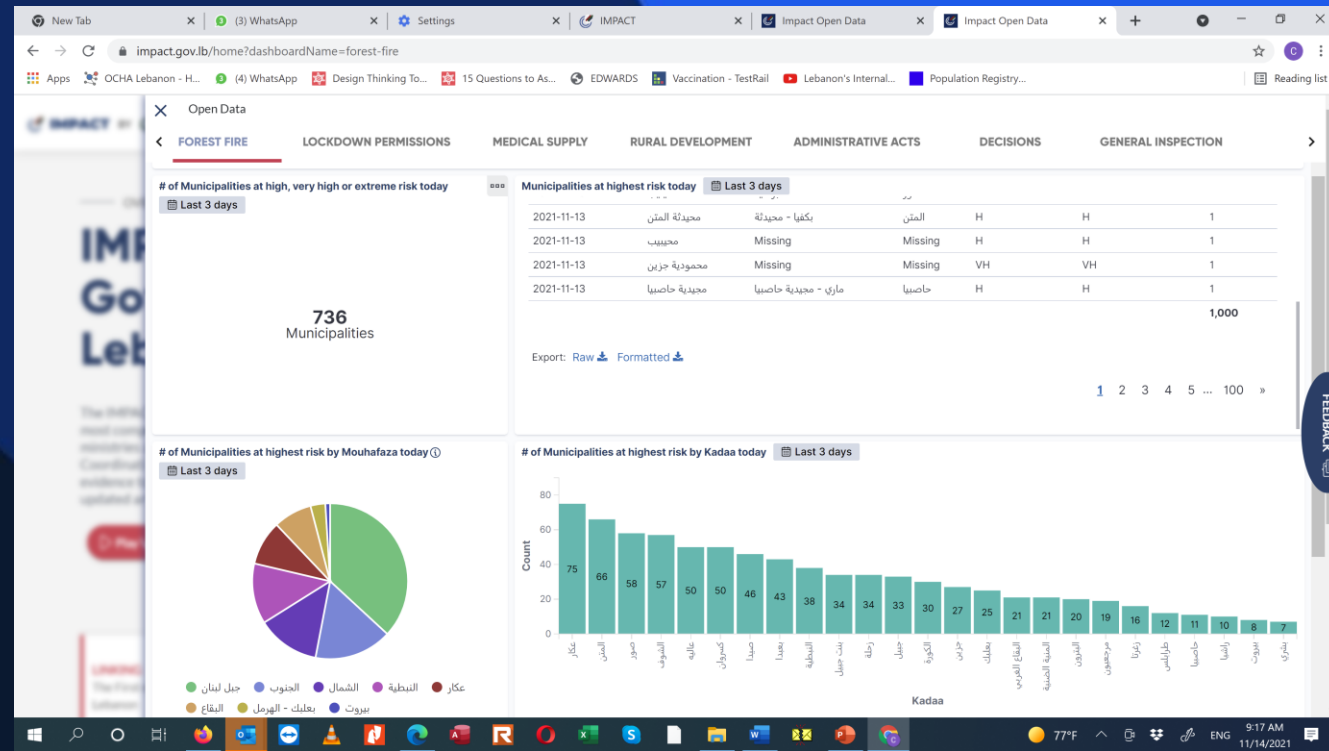 New Tab
(3) WhatsApp
Settings
IMPACT
Impact Open Data
Impact Open Data
impact.gov.lb/home?dashboardName=forest-fire
Apps
OCHA Lebanon - H...
(4) WhatsApp
Design Thinking To...
15 Questions to As...
EDWARDS
Vaccination - TestRail
Lebanon's Internal...
Population Registry...
Reading list
Open Data
IMPACT BY
FOREST FIRE
LOCKDOWN PERMISSIONS
MEDICAL SUPPLY
RURAL DEVELOPMENT
ADMINISTRATIVE ACTS
DECISIONS
GENERAL INSPECTION
# of Municipalities at high, very high or extreme risk today
Last 3 days
736
Municipalities
Municipalities at highest risk today
Last 3 days
2021-11-13 محيدثة المتن بكفيا - محيدثة المتن H H 1
2021-11-13 محيبيب Missing Missing H H 1
2021-11-13 محمودية جزين Missing Missing VH VH 1
2021-11-13 مجيدية حاصبيا ماري - مجيدية حاصبيا حاصبيا H H 1
1,000
Export: Raw Formatted
1 2 3 4 5 ... 100 »
FEEDBACK
# of Municipalities at highest risk by Mouhafaza today
Last 3 days
جبل لبنان
الجنوب
الشمال
النبطية
عكار
البقاع
بعلبك - الهرمل
بيروت
# of Municipalities at highest risk by Kadaa today
Last 3 days
Count
80
60
40
20
0
75 66 58 57 50 50 46 43 38 34 34 33 30 27 25 21 21 20 19 16 12 11 10 8 7
عكار
المتن
صور
الشوف
عاليه
كسروان
صيدا
بعبدا
النبطية
بنت جبيل
زحلة
جبيل
الكورة
جزين
بعلبك
البقاع الغربي
المنية الضنية
البترون
مرجعيون
زغرتا
طرابلس
حاصبيا
راشيا
بيروت
بشري
Kadaa
77°F
ENG
9:17 AM
11/14/2021